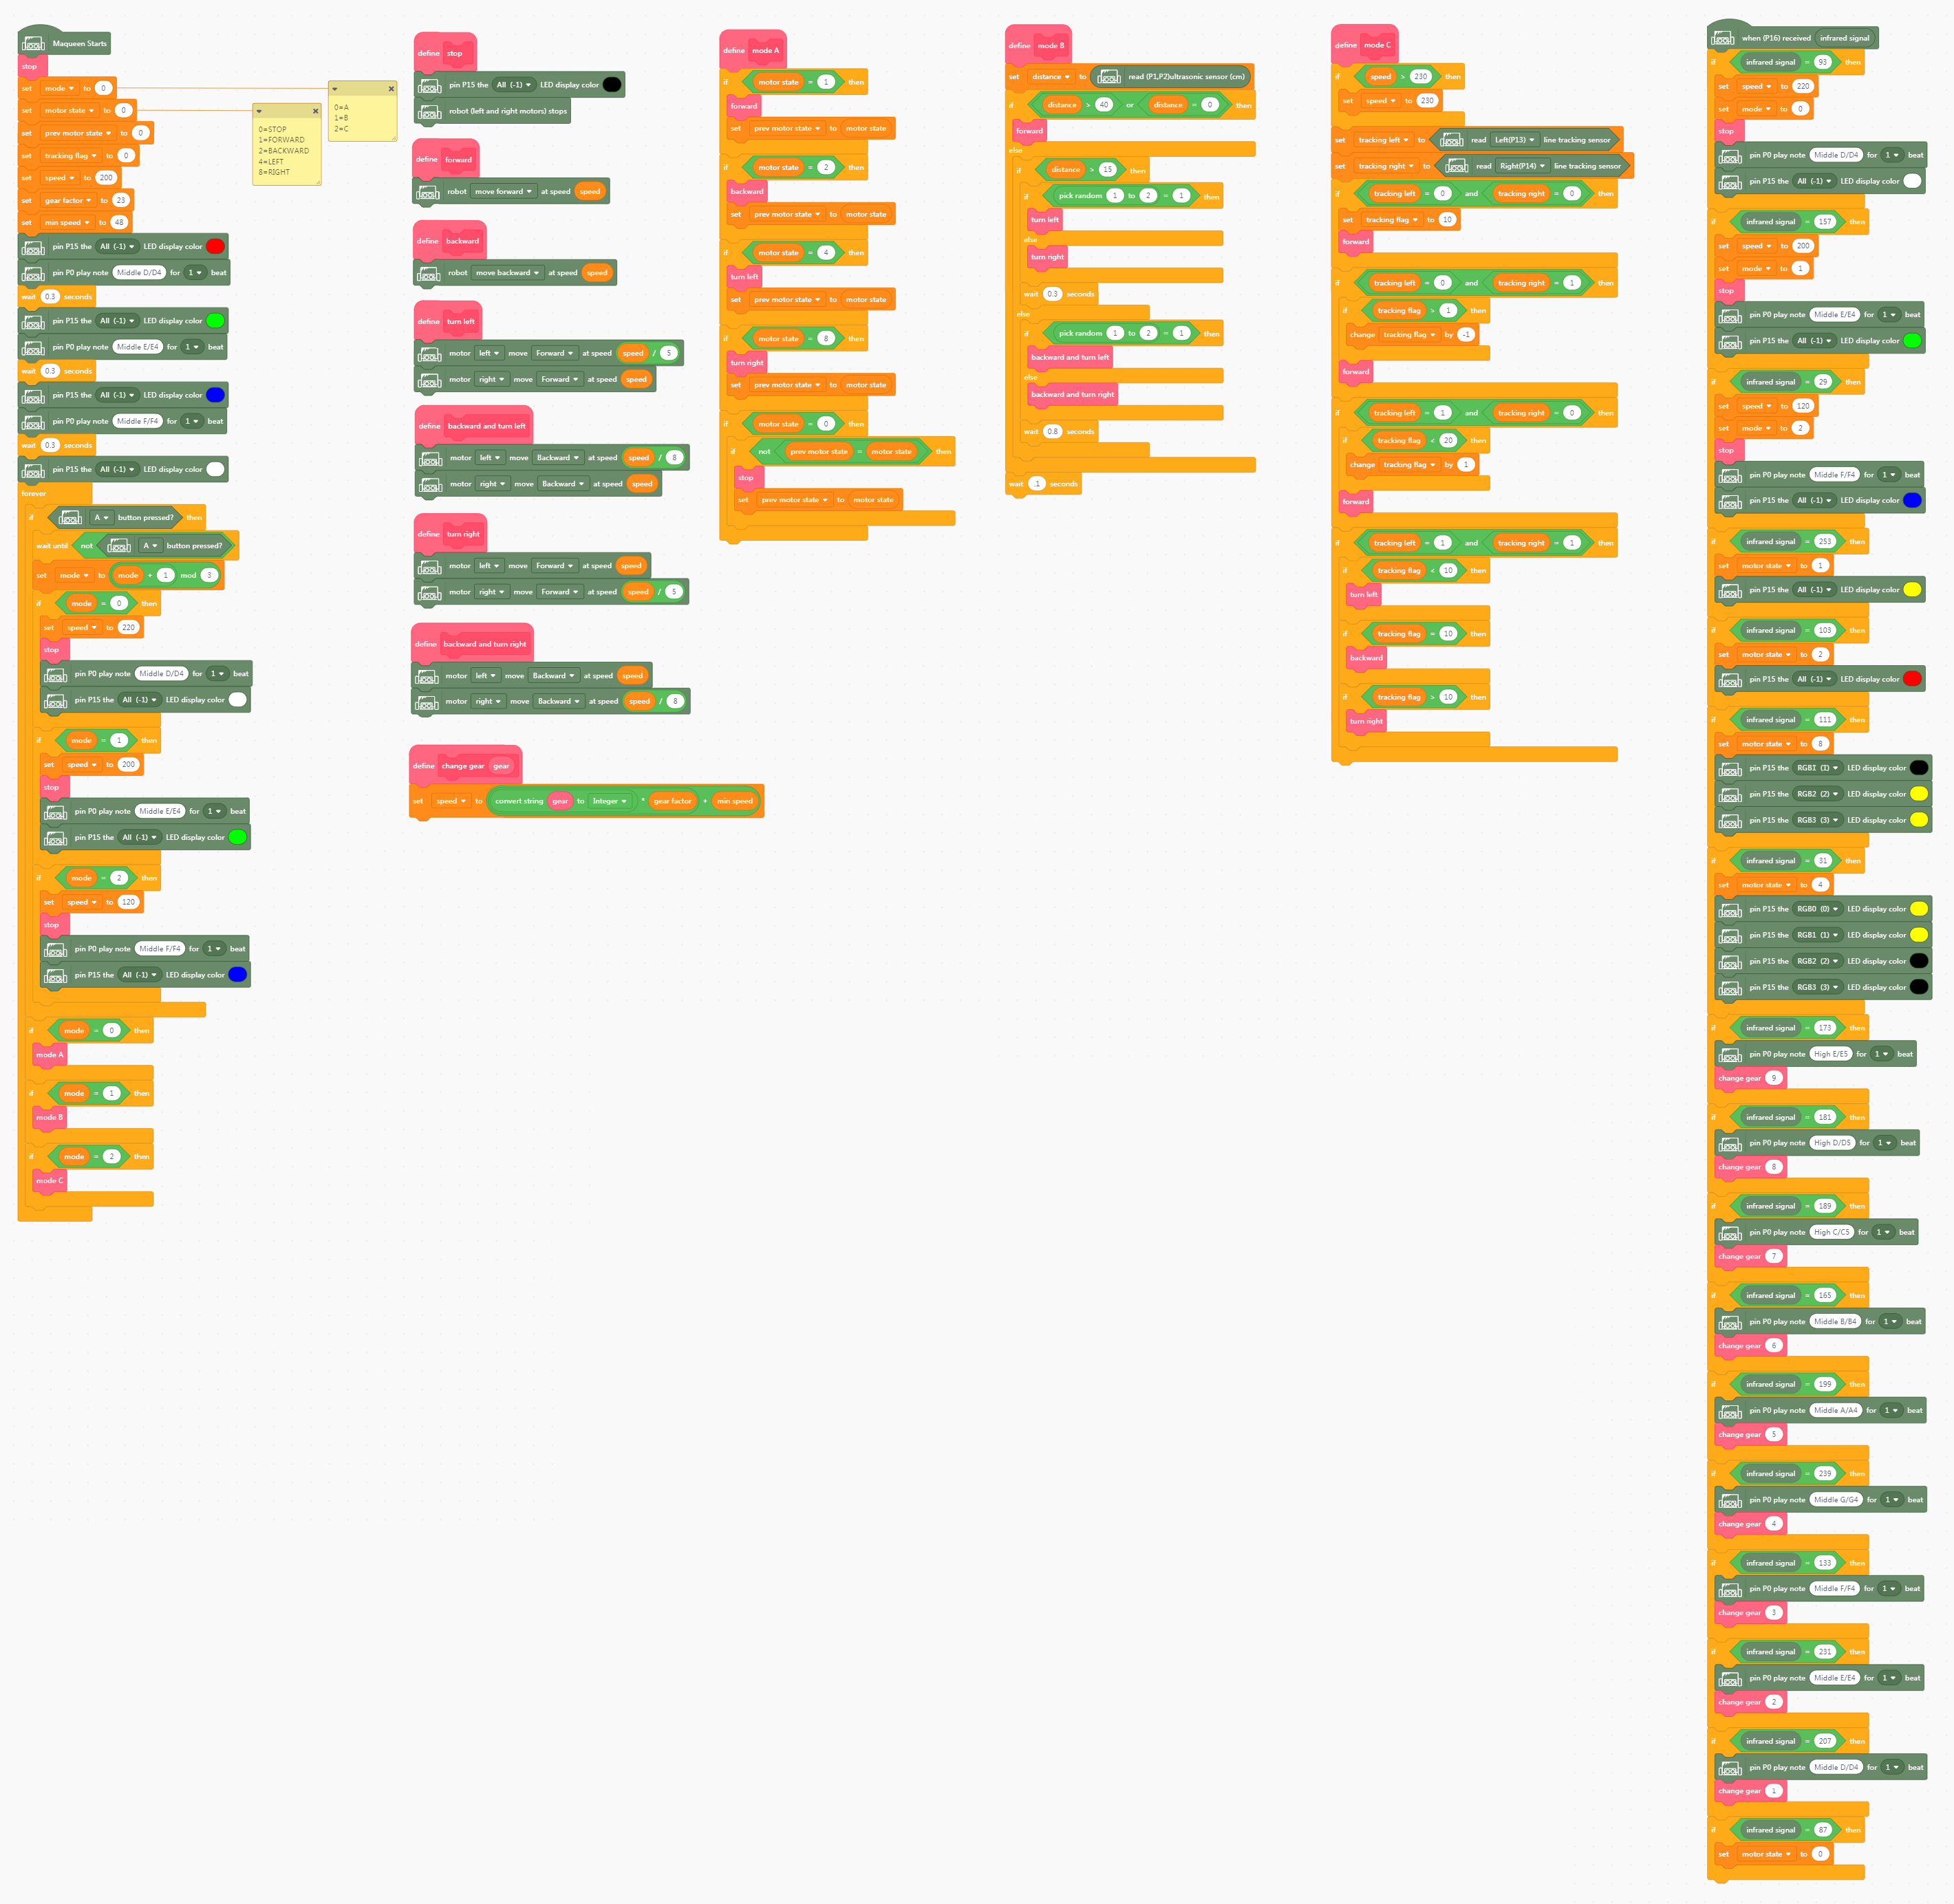 Maqueen Starts
stop
set mode to 0
set motor state to 0
set prev motor state to 0
set tracking flag to 0
set speed to 200
set gear factor to 23
set min speed to 48
pin P15 the All (-1) LED display color
pin P0 play note Middle D/D4 for 1 beat
wait 0.3 seconds
pin P15 the All (-1) LED display color
pin P0 play note Middle E/E4 for 1 beat
wait 0.3 seconds
pin P15 the All (-1) LED display color
pin P0 play note Middle F/F4 for 1 beat
wait 0.3 seconds
pin P15 the All (-1) LED display color
forever
if A button pressed? then
wait until not A button pressed?
set mode to mode + 1 mod 3
if mode = 0 then
set speed to 220
stop
pin P0 play note Middle D/D4 for 1 beat
pin P15 the All (-1) LED display color
if mode = 1 then
set speed to 200
stop
pin P0 play note Middle E/E4 for 1 beat
pin P15 the All (-1) LED display color
if mode = 2 then
set speed to 120
stop
pin P0 play note Middle F/F4 for 1 beat
pin P15 the All (-1) LED display color
if mode = 0 then
mode A
if mode = 1 then
mode B
if mode = 2 then
mode C
0=STOP
1=FORWARD
2=BACKWARD
4=LEFT
8=RIGHT
0=A
1=B
2=C
define stop
pin P15 the All (-1) LED display color
robot (left and right motors) stops
define forward
robot move forward at speed speed
define backward
robot move backward at speed speed
define turn left
motor left move Forward at speed speed / 5
motor right move Forward at speed speed
define backward and turn left
motor left move Backward at speed speed / 8
motor right move Backward at speed speed
define turn right
motor left move Forward at speed speed
motor right move Forward at speed speed / 5
define backward and turn right
motor left move Backward at speed speed
motor right move Backward at speed speed / 8
define change gear gear
set speed to convert string gear to Integer * gear factor + min speed
define mode A
if motor state = 1 then
forward
set prev motor state to motor state
if motor state = 2 then
backward
set prev motor state to motor state
if motor state = 4 then
turn left
set prev motor state to motor state
if motor state = 8 then
turn right
set prev motor state to motor state
if motor state = 0 then
if not prev motor state = motor state then
stop
set prev motor state to motor state
define mode B
set distance to read (P1,P2)ultrasonic sensor (cm)
if distance > 40 or distance = 0 then
forward
else
if distance > 15 then
if pick random 1 to 2 = 1 then
turn left
else
turn right
wait 0.3 seconds
else
if pick random 1 to 2 = 1 then
backward and turn left
else
backward and turn right
wait 0.8 seconds
wait .1 seconds
define mode C
if speed > 230 then
set speed to 230
set tracking left to read Left(P13) line tracking sensor
set tracking right to read Right(P14) line tracking sensor
if tracking left = 0 and tracking right = 0 then
set tracking flag to 10
forward
if tracking left = 0 and tracking right = 1 then
if tracking flag > 1 then
change tracking flag by -1
forward
if tracking left = 1 and tracking right = 0 then
if tracking flag < 20 then
change tracking flag by 1
forward
if tracking left = 1 and tracking right = 1 then
if tracking flag < 10 then
turn left
if tracking flag = 10 then
backward
if tracking flag > 10 then
turn right
when (P16) received infrared signal
if infrared signal = 93 then
set speed to 220
set mode to 0
stop
pin P0 play note Middle D/D4 for 1 beat
pin P15 the All (-1) LED display color
if infrared signal = 157 then
set speed to 200
set mode to 1
stop
pin P0 play note Middle E/E4 for 1 beat
pin P15 the All (-1) LED display color
if infrared signal = 29 then
set speed to 120
set mode to 2
stop
pin P0 play note Middle F/F4 for 1 beat
pin P15 the All (-1) LED display color
if infrared signal = 253 then
set motor state to 1
pin P15 the All (-1) LED display color
if infrared signal = 103 then
set motor state to 2
pin P15 the All (-1) LED display color
if infrared signal = 111 then
set motor state to 8
pin P15 the RGB1 (1) LED display color
pin P15 the RGB2 (2) LED display color
pin P15 the RGB3 (3) LED display color
if infrared signal = 31 then
set motor state to 4
pin P15 the RGB0 (0) LED display color
pin P15 the RGB1 (1) LED display color
pin P15 the RGB2 (2) LED display color
pin P15 the RGB3 (3) LED display color
if infrared signal = 173 then
pin P0 play note High E/E5 for 1 beat
change gear 9
if infrared signal = 181 then
pin P0 play note High D/D5 for 1 beat
change gear 8
if infrared signal = 189 then
pin P0 play note High C/C5 for 1 beat
change gear 7
if infrared signal = 165 then
pin P0 play note Middle B/B4 for 1 beat
change gear 6
if infrared signal = 199 then
pin P0 play note Middle A/A4 for 1 beat
change gear 5
if infrared signal = 239 then
pin P0 play note Middle G/G4 for 1 beat
change gear 4
if infrared signal = 133 then
pin P0 play note Middle F/F4 for 1 beat
change gear 3
if infrared signal = 231 then
pin P0 play note Middle E/E4 for 1 beat
change gear 2
if infrared signal = 207 then
pin P0 play note Middle D/D4 for 1 beat
change gear 1
if infrared signal = 87 then
set motor state to 0